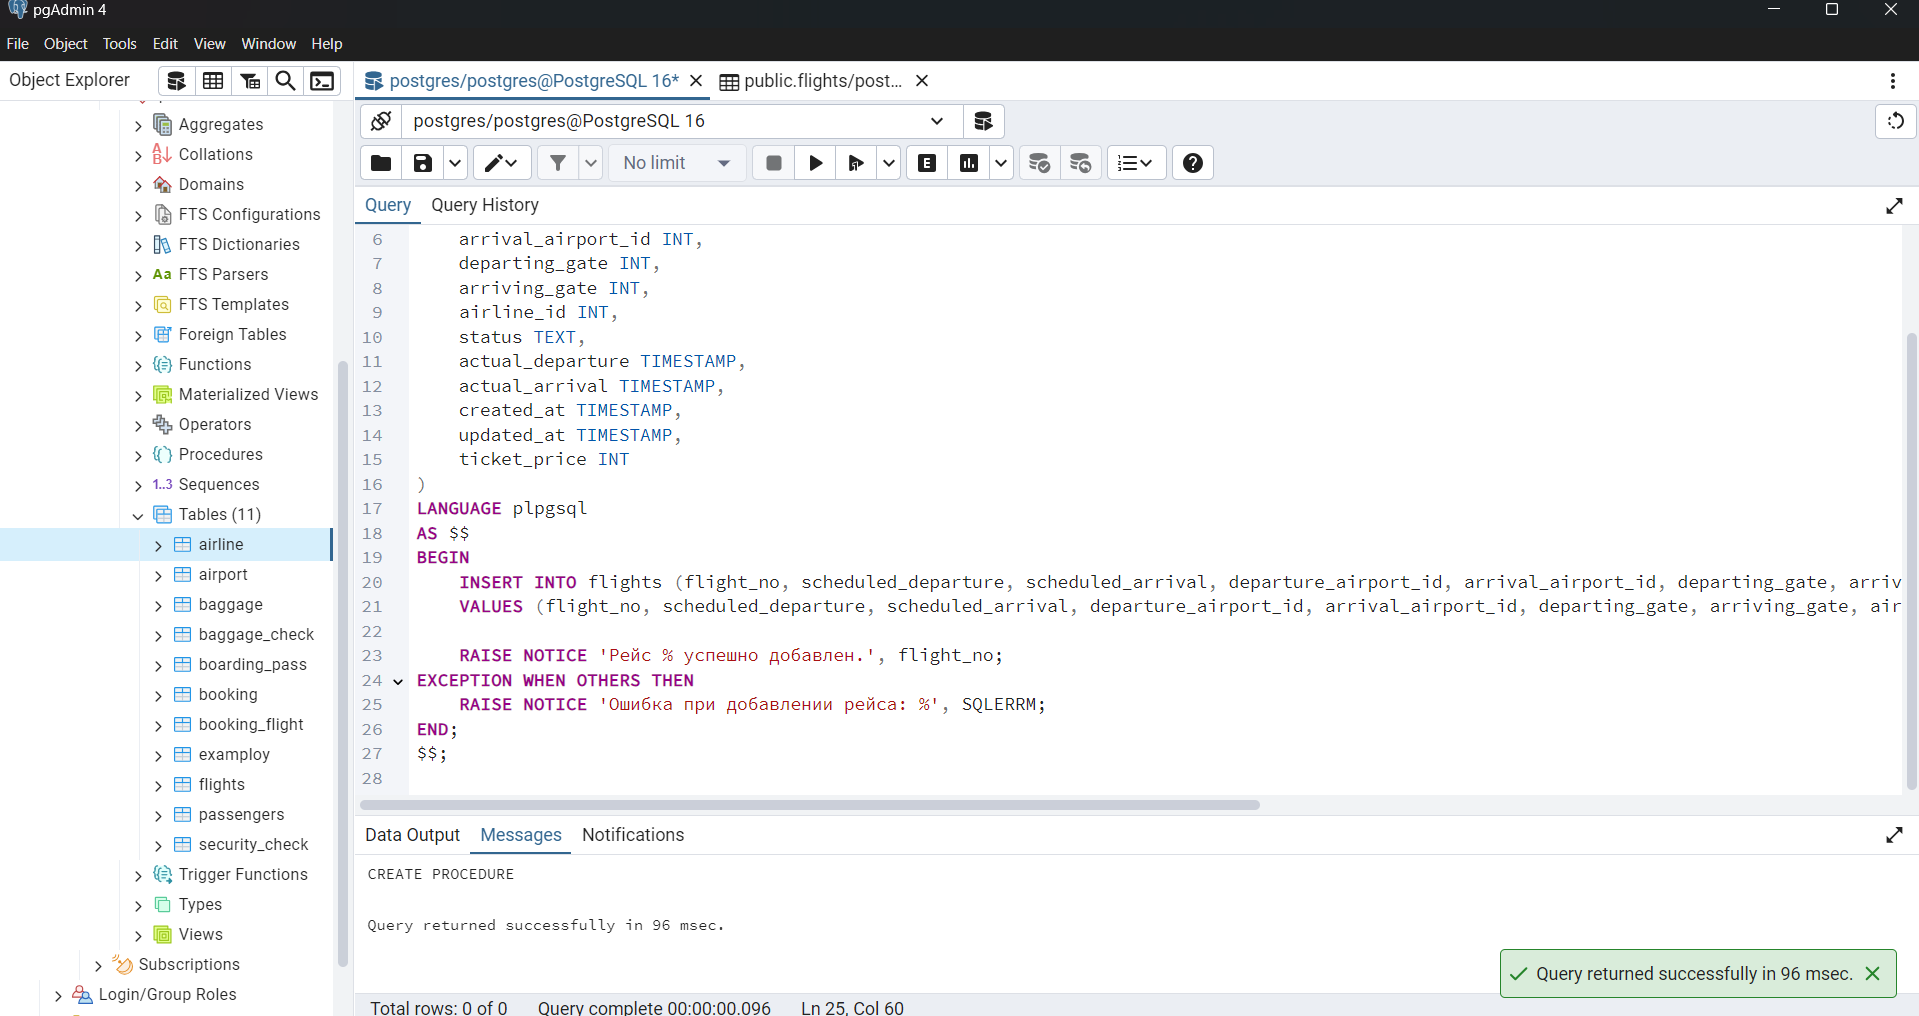 pgAdmin 4
File Object Tools Edit View Window Help
Object Explorer
postgres/postgres@PostgreSQL 16*
public.flights/post...
Aggregates
Collations
Domains
FTS Configurations
FTS Dictionaries
Aa FTS Parsers
FTS Templates
Foreign Tables
Functions
Materialized Views
Operators
Procedures
1..3 Sequences
Tables (11)
airline
airport
baggage
baggage_check
boarding_pass
booking
booking_flight
examploy
flights
passengers
security_check
Trigger Functions
Types
Views
Subscriptions
Login/Group Roles
postgres/postgres@PostgreSQL 16
No limit
E
Query Query History
6 arrival_airport_id INT,
7 departing_gate INT,
8 arriving_gate INT,
9 airline_id INT,
10 status TEXT,
11 actual_departure TIMESTAMP,
12 actual_arrival TIMESTAMP,
13 created_at TIMESTAMP,
14 updated_at TIMESTAMP,
15 ticket_price INT
16 )
17 LANGUAGE plpgsql
18 AS $$
19 BEGIN
20 INSERT INTO flights (flight_no, scheduled_departure, scheduled_arrival, departure_airport_id, arrival_airport_id, departing_gate, arriv
21 VALUES (flight_no, scheduled_departure, scheduled_arrival, departure_airport_id, arrival_airport_id, departing_gate, arriving_gate, air
22
23 RAISE NOTICE 'Рейс % успешно добавлен.', flight_no;
24 EXCEPTION WHEN OTHERS THEN
25 RAISE NOTICE 'Ошибка при добавлении рейса: %', SQLERRM;
26 END;
27 $$;
28
Data Output Messages Notifications
CREATE PROCEDURE
Query returned successfully in 96 msec.
Query returned successfully in 96 msec.
Total rows: 0 of 0 Query complete 00:00:00.096 Ln 25, Col 60